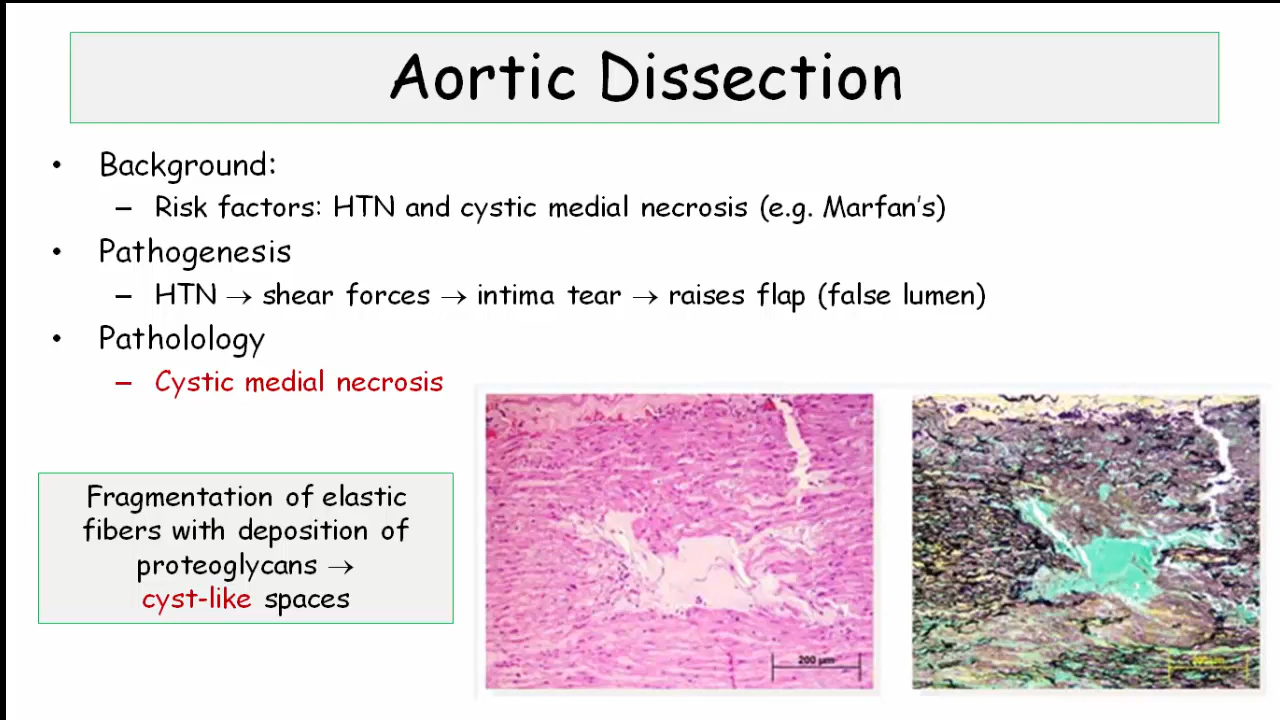 Aortic Dissection
• Background:
– Risk factors: HTN and cystic medial necrosis (e.g. Marfan's)
• Pathogenesis
– HTN → shear forces → intima tear → raises flap (false lumen)
• Patholology
– Cystic medial necrosis
Fragmentation of elastic
fibers with deposition of
proteoglycans →
cyst-like spaces
200 µm
200 µm